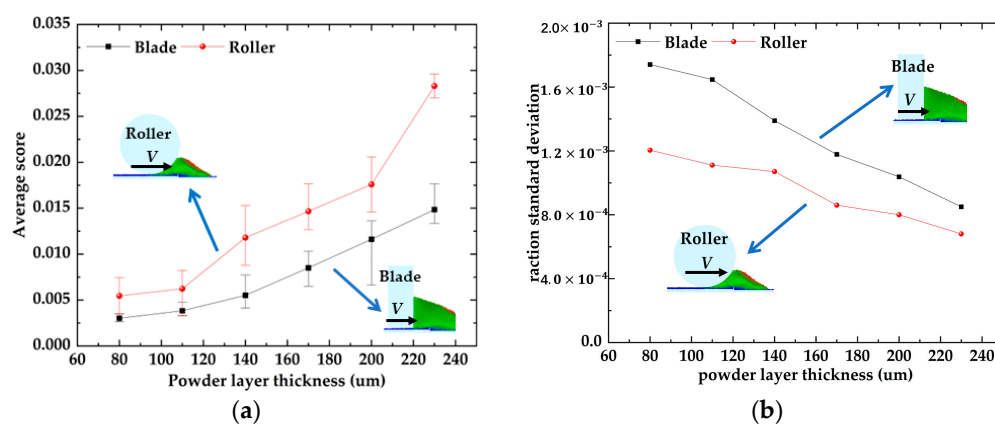 0.035
Blade Roller
0.030
0.025
Average score
0.020
Roller
V
0.015
0.010
Blade
V
0.005
0.000
60 80 100 120 140 160 180 200 220 240
Powder layer thickness (um)
(a)
2.0 × 10⁻³
Blade Roller
Blade
V
1.6 × 10⁻³
raction standard deviation
1.2 × 10⁻³
8.0 × 10⁻⁴
Roller
V
4.0 × 10⁻⁴
0.0
60 80 100 120 140 160 180 200 220 240
powder layer thickness (um)
(b)